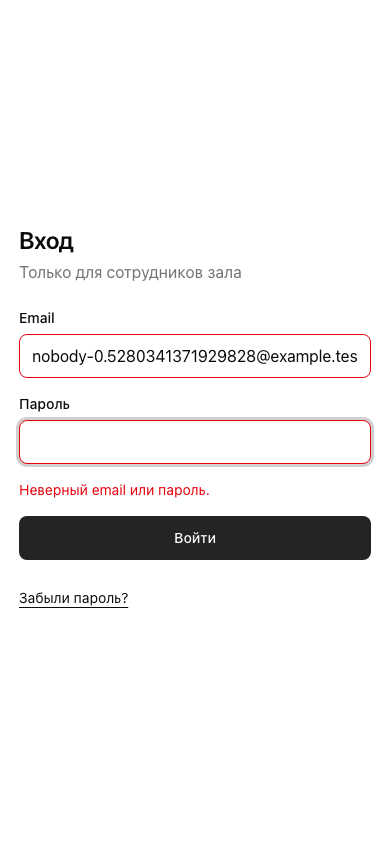 Вход
Только для сотрудников зала
Email
nobody-0.5280341371929828@example.tes
Пароль
Неверный email или пароль.
Войти
Забыли пароль?